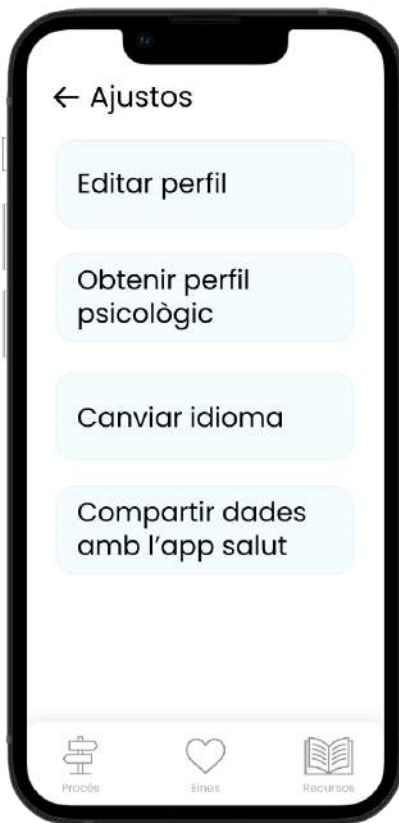 ← Ajustos
Editar perfil
Obtenir perfil
psicològic
Canviar idioma
Compartir dades
amb l'app salut
Procés
Eines
Recursos